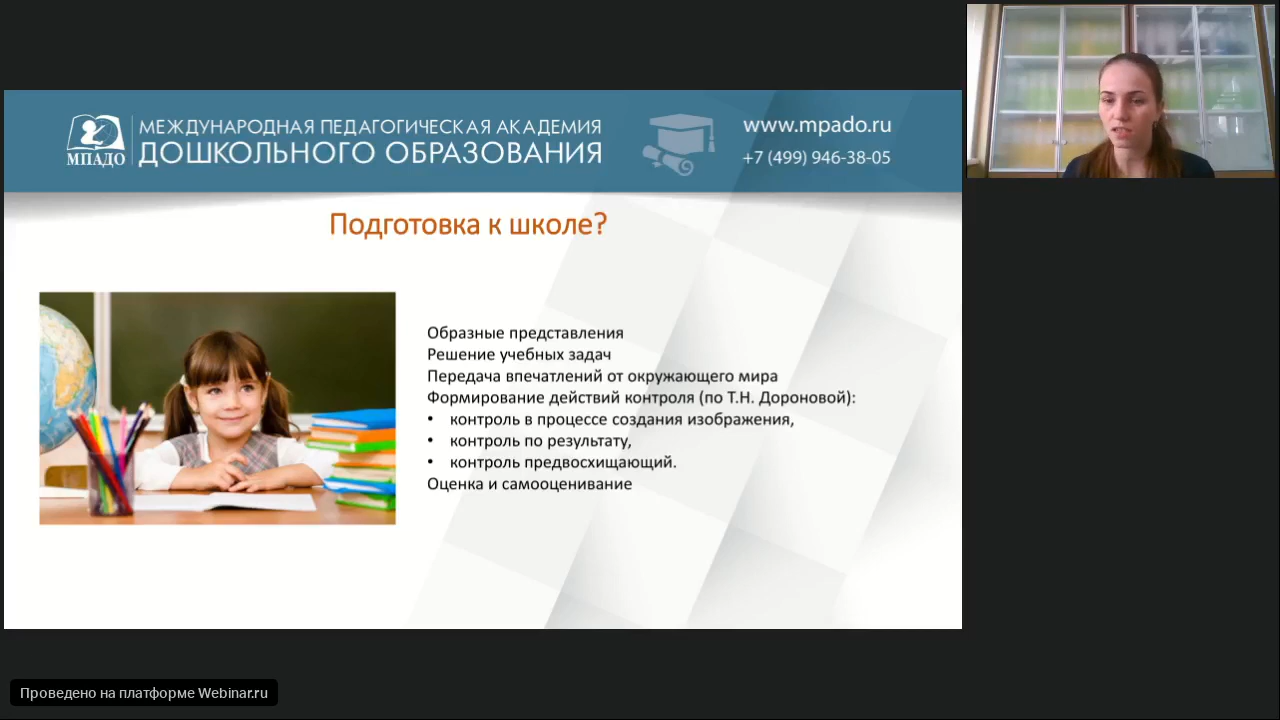 МЕЖДУНАРОДНАЯ ПЕДАГОГИЧЕСКАЯ АКАДЕМИЯ
ДОШКОЛЬНОГО ОБРАЗОВАНИЯ
МПАДО
www.mpado.ru
+7 (499) 946-38-05
Подготовка к школе?
Образные представления
Решение учебных задач
Передача впечатлений от окружающего мира
Формирование действий контроля (по Т.Н. Дороновой):
• контроль в процессе создания изображения,
• контроль по результату,
• контроль предвосхищающий.
Оценка и самооценивание
Проведено на платформе Webinar.ru